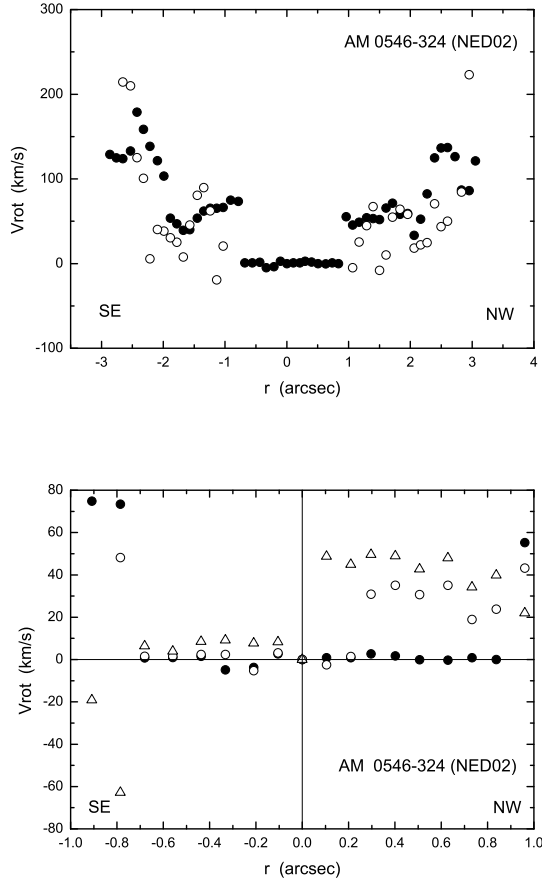 300
AM 0546-324 (NED02)
200
100
0
-100
Vrot (km/s)
SE
NW
-3 -2 -1 0 1 2 3 4
r (arcsec)
80
60
40
20
0
-20
-40
-60
-80
Vrot (km/s)
AM 0546-324 (NED02)
SE
NW
-1.0 -0.8 -0.6 -0.4 -0.2 0.0 0.2 0.4 0.6 0.8 1.0
r (arcsec)